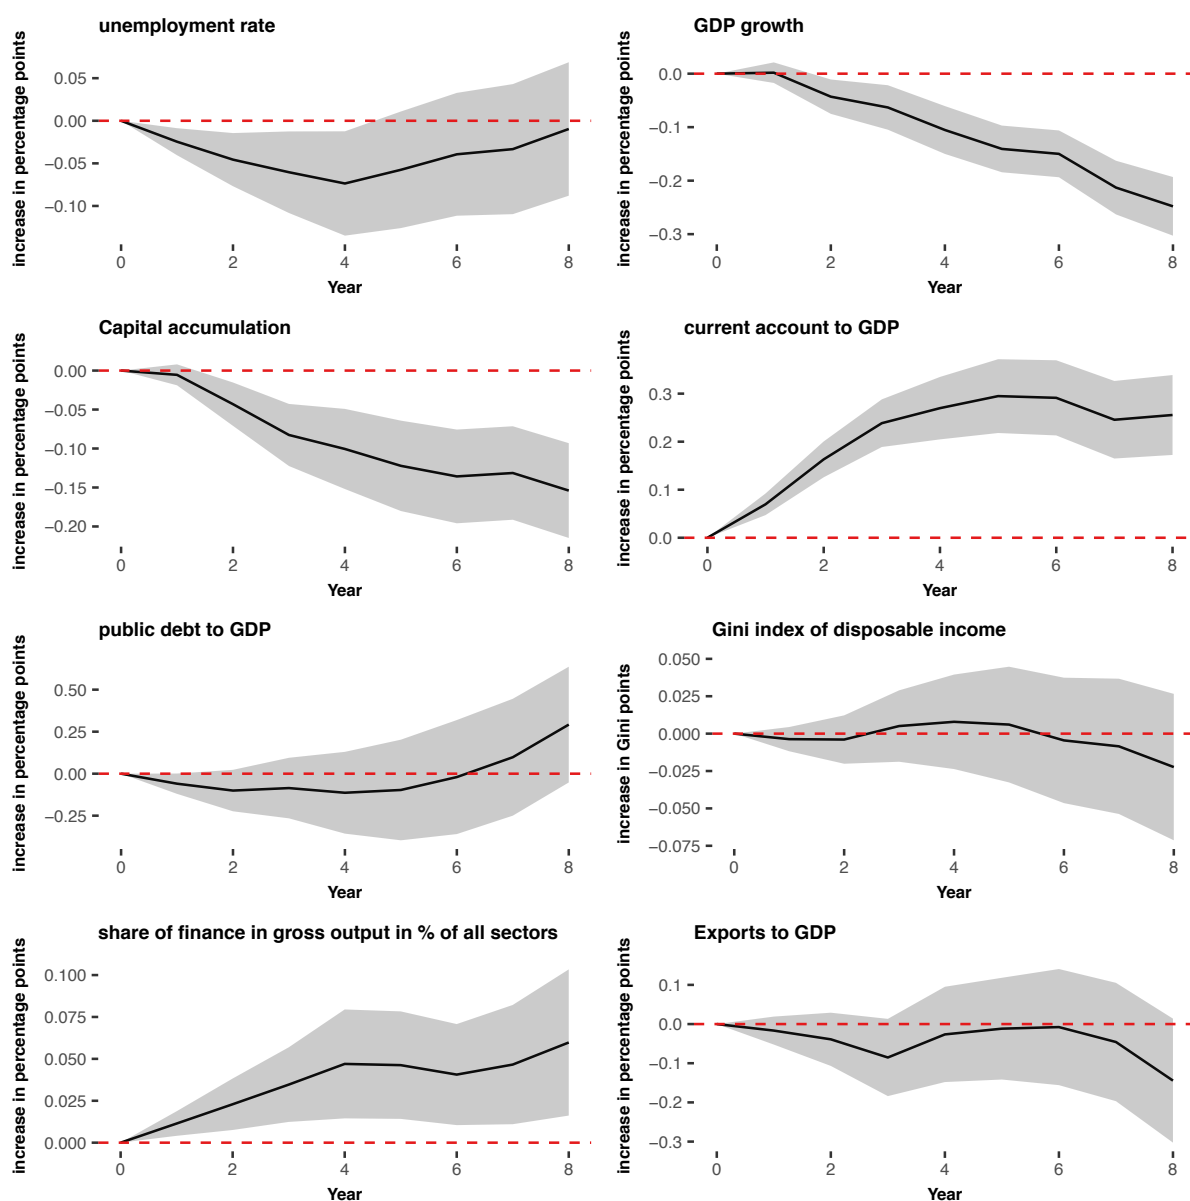 unemployment rate
increase in percentage points
0.05
0.00
−0.05
−0.10
0 2 4 6 8
Year
GDP growth
increase in percentage points
0.0
−0.1
−0.2
−0.3
0 2 4 6 8
Year
Capital accumulation
increase in percentage points
0.00
−0.05
−0.10
−0.15
−0.20
0 2 4 6 8
Year
current account to GDP
increase in percentage points
0.3
0.2
0.1
0.0
0 2 4 6 8
Year
public debt to GDP
increase in percentage points
0.50
0.25
0.00
−0.25
0 2 4 6 8
Year
Gini index of disposable income
increase in Gini points
0.050
0.025
0.000
−0.025
−0.050
−0.075
0 2 4 6 8
Year
share of finance in gross output in % of all sectors
increase in percentage points
0.100
0.075
0.050
0.025
0.000
0 2 4 6 8
Year
Exports to GDP
increase in percentage points
0.1
0.0
−0.1
−0.2
−0.3
0 2 4 6 8
Year